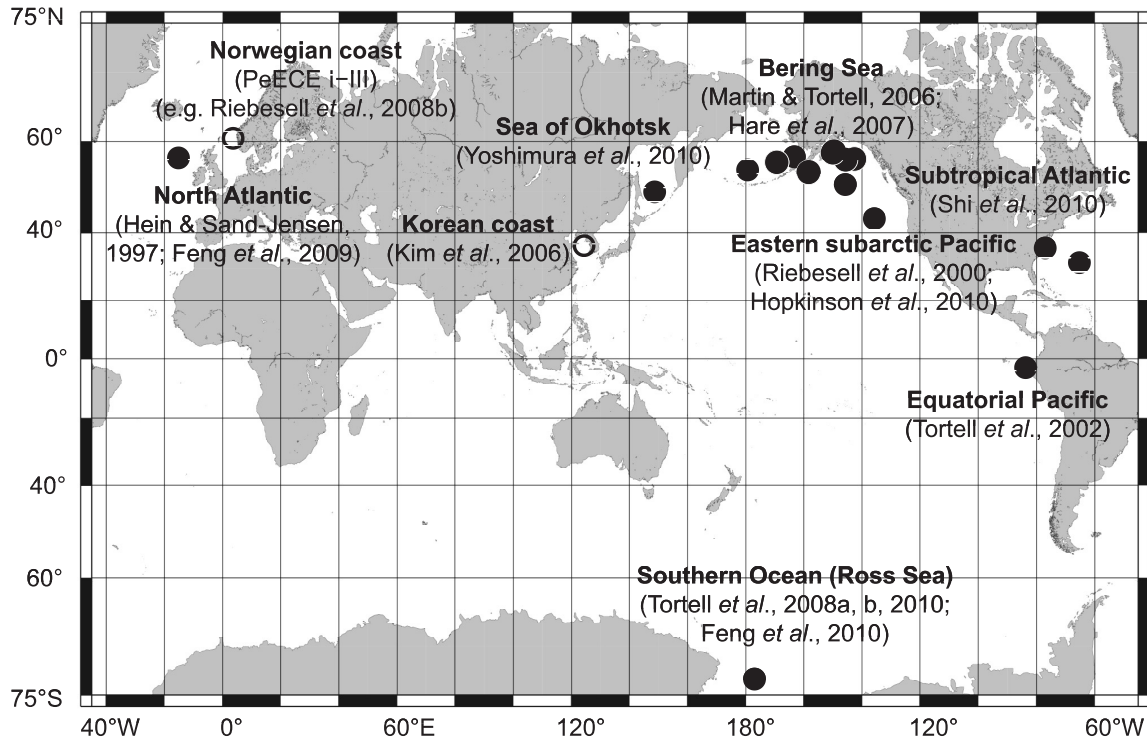 75°N
Norwegian coast
(PeECE i–III)
(e.g. Riebesell et al., 2008b)
Bering Sea
(Martin & Tortell, 2006;
Hare et al., 2007)
60°
Sea of Okhotsk
(Yoshimura et al., 2010)
Subtropical Atlantic
(Shi et al., 2010)
North Atlantic
(Hein & Sand-Jensen,
1997; Feng et al., 2009)
Korean coast
(Kim et al., 2006)
40°
Eastern subarctic Pacific
(Riebesell et al., 2000;
Hopkinson et al., 2010)
0°
Equatorial Pacific
(Tortell et al., 2002)
40°
60°
Southern Ocean (Ross Sea)
(Tortell et al., 2008a, b, 2010;
Feng et al., 2010)
75°S
40°W 0° 60°E 120° 180° 120° 60°W